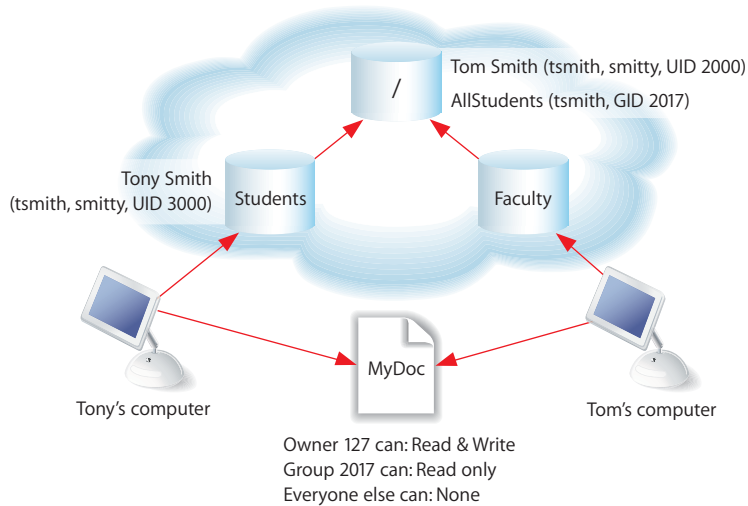 Tom Smith (tsmith, smitty, UID 2000)
/
AllStudents (tsmith, GID 2017)
Tony Smith
(tsmith, smitty, UID 3000)
Students
Faculty
MyDoc
Tony's computer
Tom's computer
Owner 127 can: Read & Write
Group 2017 can: Read only
Everyone else can: None